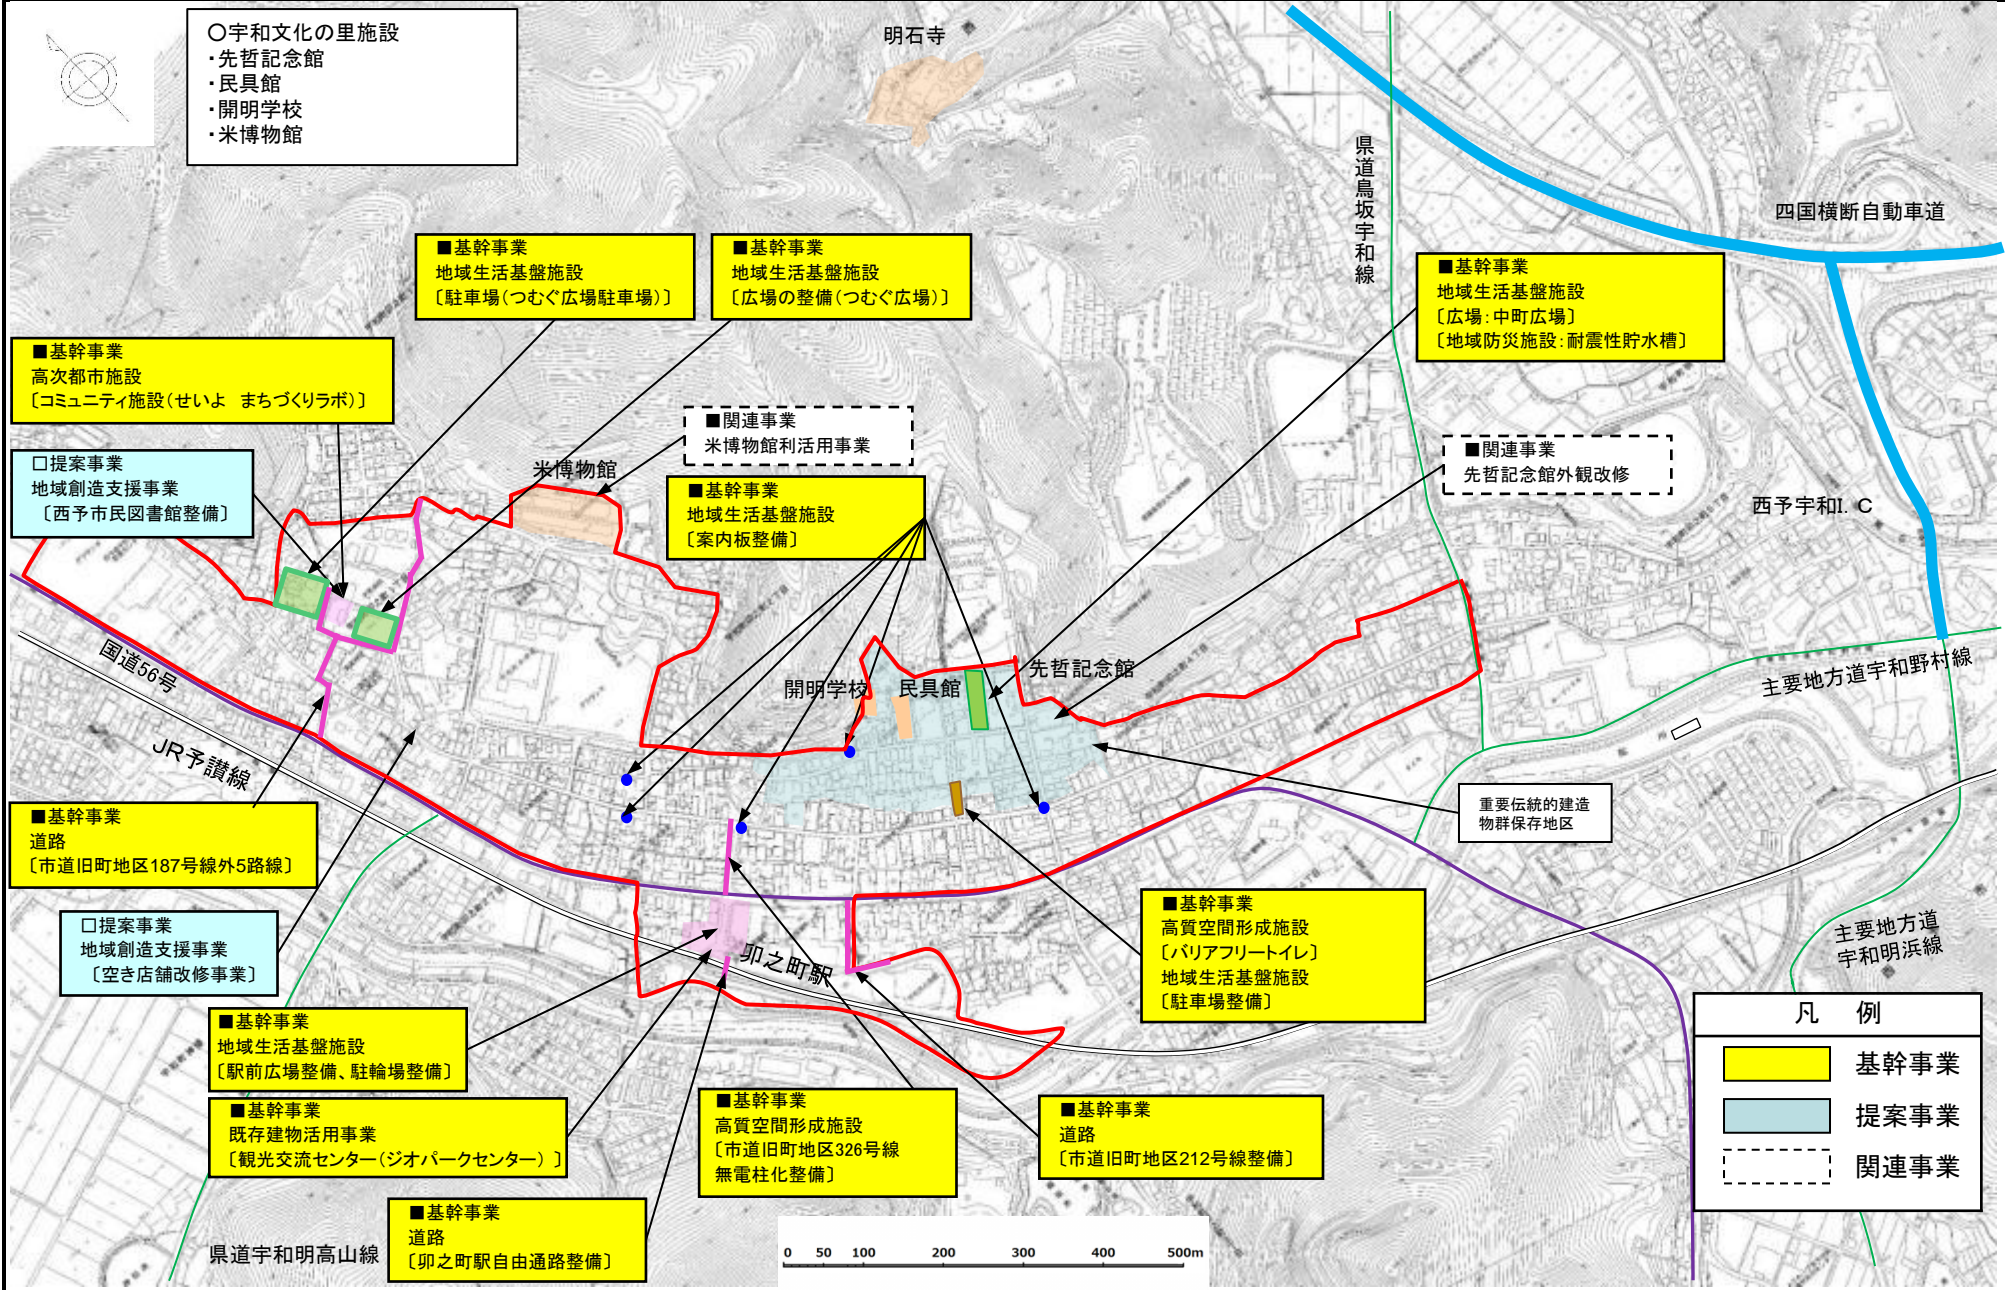 〇宇和文化の里施設
・先哲記念館
・民具館
・開明学校
・米博物館
明石寺
県道鳥坂宇和線
四国横断自動車道
■基幹事業
地域生活基盤施設
〔駐車場(つむぐ広場駐車場)〕
■基幹事業
地域生活基盤施設
〔広場の整備(つむぐ広場)〕
■基幹事業
地域生活基盤施設
〔広場:中町広場〕
〔地域防災施設:耐震性貯水槽〕
■基幹事業
高次都市施設
〔コミュニティ施設(せいよ まちづくりラボ)〕
■関連事業
米博物館利活用事業
■関連事業
先哲記念館外観改修
□提案事業
地域創造支援事業
〔西予市民図書館整備〕
米博物館
■基幹事業
地域生活基盤施設
〔案内板整備〕
西予宇和I.C
国道56号
開明学校
民具館
先哲記念館
主要地方道宇和野村線
JR予讃線
■基幹事業
道路
〔市道旧町地区187号線外5路線〕
重要伝統的建造
物群保存地区
□提案事業
地域創造支援事業
〔空き店舗改修事業〕
卯之町駅
■基幹事業
高質空間形成施設
〔バリアフリートイレ〕
地域生活基盤施設
〔駐車場整備〕
主要地方道
宇和明浜線
■基幹事業
地域生活基盤施設
〔駅前広場整備、駐輪場整備〕
■基幹事業
既存建物活用事業
〔観光交流センター(ジオパークセンター) 〕
■基幹事業
高質空間形成施設
〔市道旧町地区326号線
無電柱化整備〕
■基幹事業
道路
〔市道旧町地区212号線整備〕
県道宇和明高山線
■基幹事業
道路
〔卯之町駅自由通路整備〕
凡 例
基幹事業
提案事業
関連事業
0 50 100 200 300 400 500m